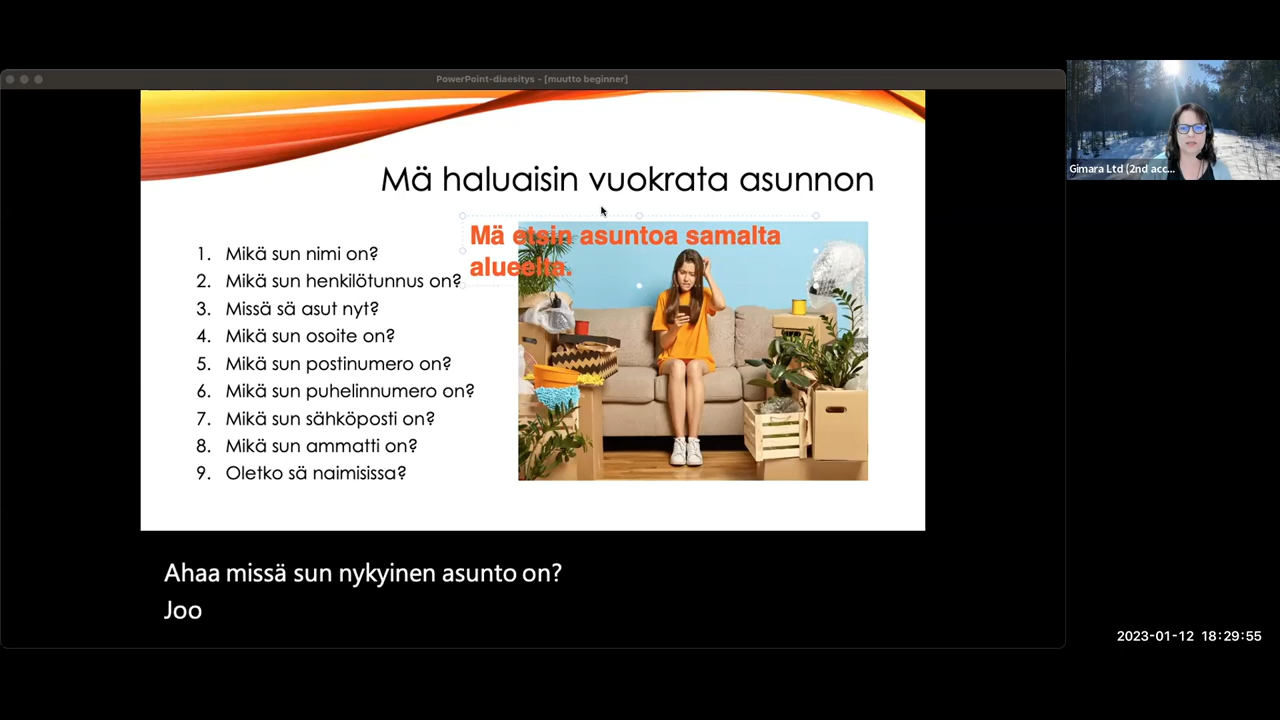 PowerPoint-diaesitys - [muutto beginner]
Gimara Ltd (2nd acc...
Mä haluaisin vuokrata asunnon
Mä etsin asuntoa samalta
alueelta.
1. Mikä sun nimi on?
2. Mikä sun henkilötunnus on?
3. Missä sä asut nyt?
4. Mikä sun osoite on?
5. Mikä sun postinumero on?
6. Mikä sun puhelinnumero on?
7. Mikä sun sähköposti on?
8. Mikä sun ammatti on?
9. Oletko sä naimisissa?
Ahaa missä sun nykyinen asunto on?
Joo
2023-01-12 18:29:55